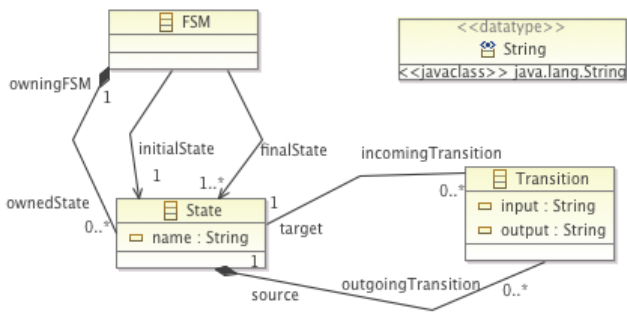 FSM
<<datatype>>
String
<<javaclass>> java.lang.String
owningFSM
1
initialState
finalState
incomingTransition
1
1..*
0..*
Transition
input : String
output : String
ownedState
0..*
State
name : String
1
1
target
source
outgoingTransition
0..*